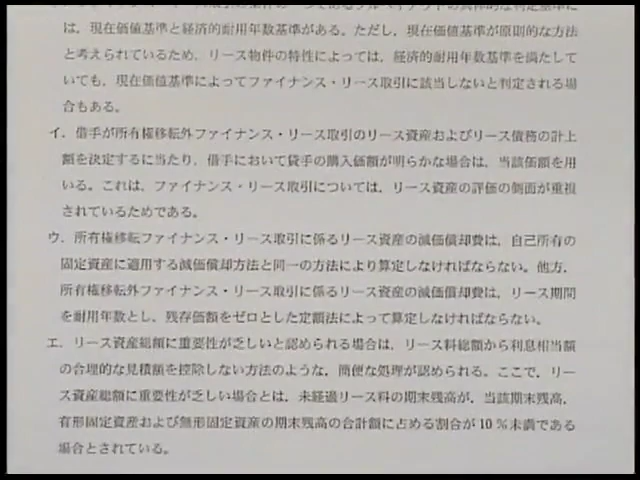 は，現在価値基準と経済的耐用年数基準がある。ただし，現在価値基準が原則的な方法
と考えられているため，リース物件の特性によっては，経済的耐用年数基準を満たして
いても，現在価値基準によってファイナンス・リース取引に該当しないと判定される場
合もある。
イ．借手が所有権移転外ファイナンス・リース取引のリース資産およびリース債務の計上
額を決定するに当たり，借手において貸手の購入価額が明らかな場合は，当該価額を用
いる。これは，ファイナンス・リース取引については，リース資産の評価の側面が重視
されているためである。
ウ．所有権移転ファイナンス・リース取引に係るリース資産の減価償却費は，自己所有の
固定資産に適用する減価償却方法と同一の方法により算定しなければならない。他方，
所有権移転外ファイナンス・リース取引に係るリース資産の減価償却費は，リース期間
を耐用年数とし，残存価額をゼロとした定額法によって算定しなければならない。
エ．リース資産総額に重要性が乏しいと認められる場合は，リース料総額から利息相当額
の合理的な見積額を控除しない方法のような，簡便な処理が認められる。ここで，リー
ス資産総額に重要性が乏しい場合とは，未経過リース料の期末残高が，当該期末残高，
有形固定資産および無形固定資産の期末残高の合計額に占める割合が10％未満である
場合とされている。